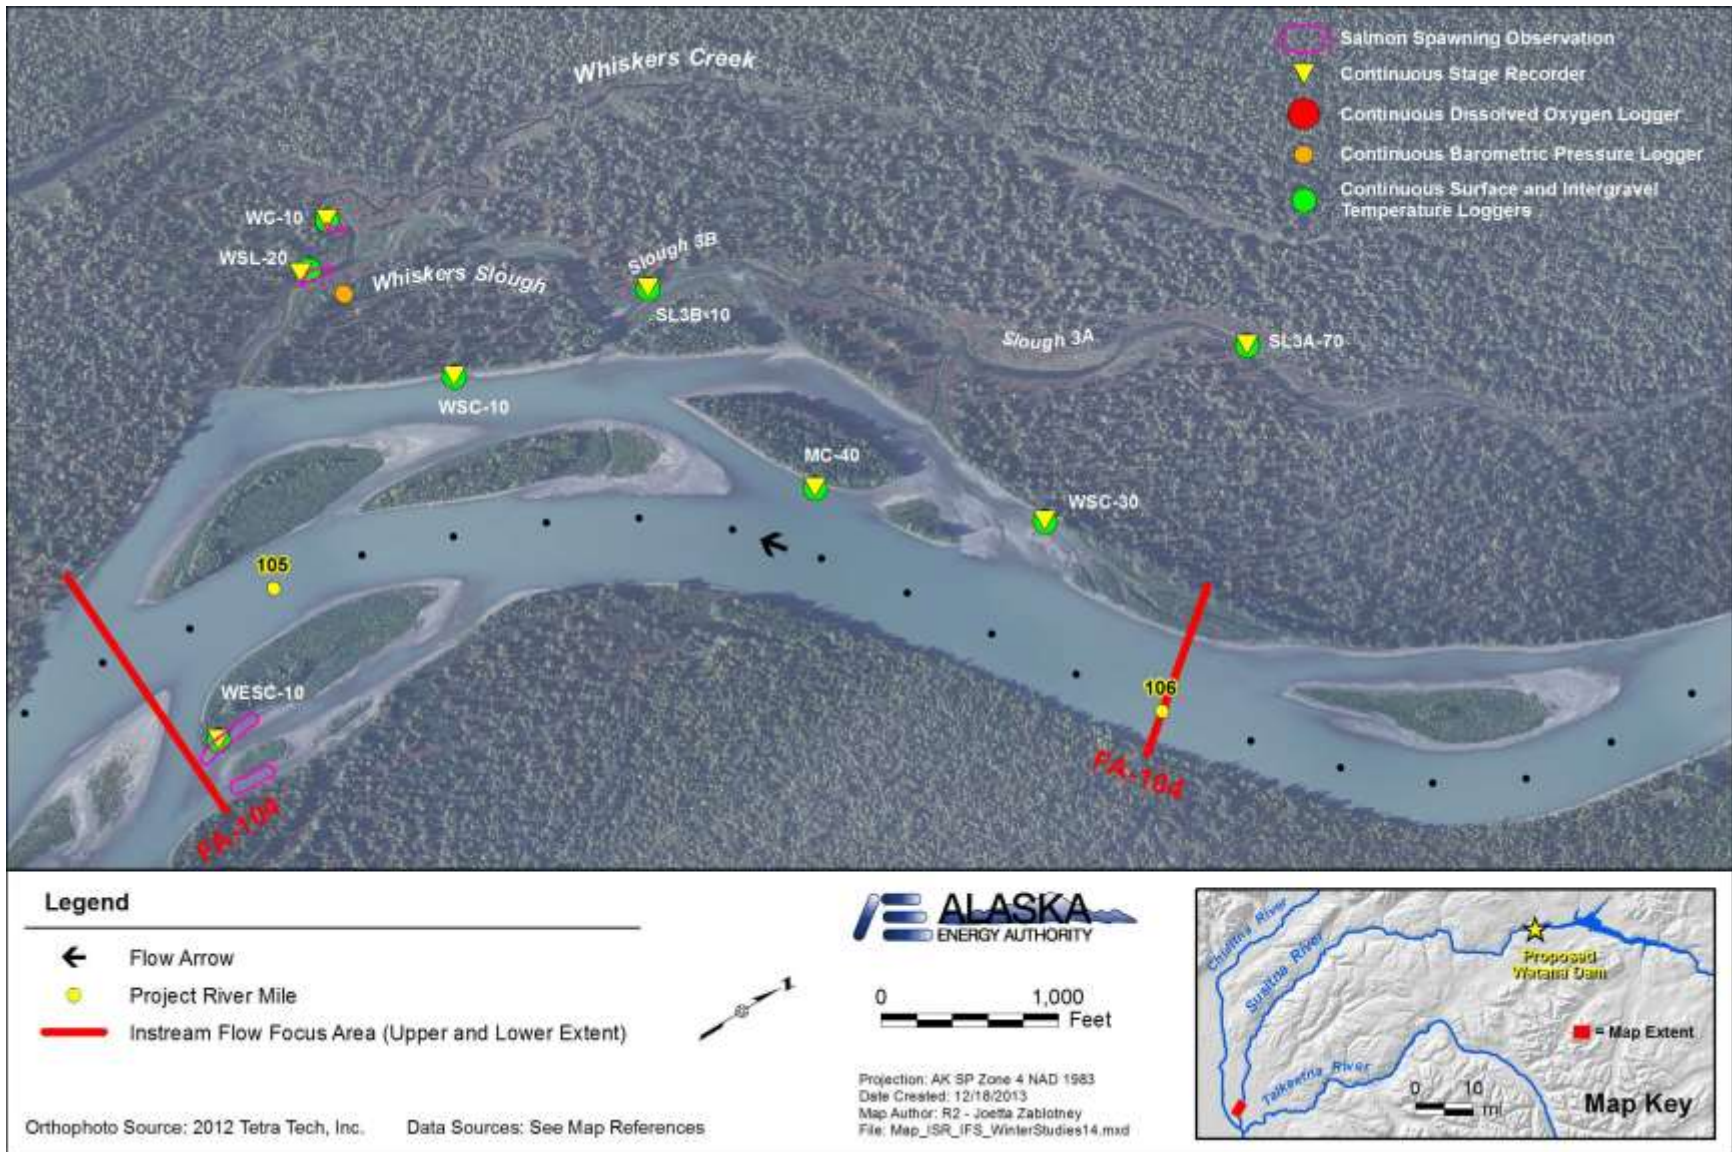 Salmon Spawning Observation
Continuous Stage Recorder
Continuous Dissolved Oxygen Logger
Continuous Barometric Pressure Logger
Continuous Surface and Intergravel
Temperature Loggers
Whiskers Creek
WC-10
WSL-20
Whiskers Slough
Slough 3B
SL3B-10
Slough 3A
SL3A-70
WSC-10
MC-40
WSC-30
105
106
WESC-10
FA-104
FA-104
Legend
Flow Arrow
Project River Mile
Instream Flow Focus Area (Upper and Lower Extent)
Orthophoto Source: 2012 Tetra Tech, Inc. Data Sources: See Map References
ALASKA
ENERGY AUTHORITY
0 1,000
Feet
Projection: AK SP Zone 4 NAD 1983
Date Created: 12/18/2013
Map Author: R2 - Joetta Zablotney
File: Map_ISR_IFS_WinterStudies14.mxd
Chulitna River
Susitna River
Proposed
Watana Dam
= Map Extent
Talkeetna River
0 10
mi
Map Key